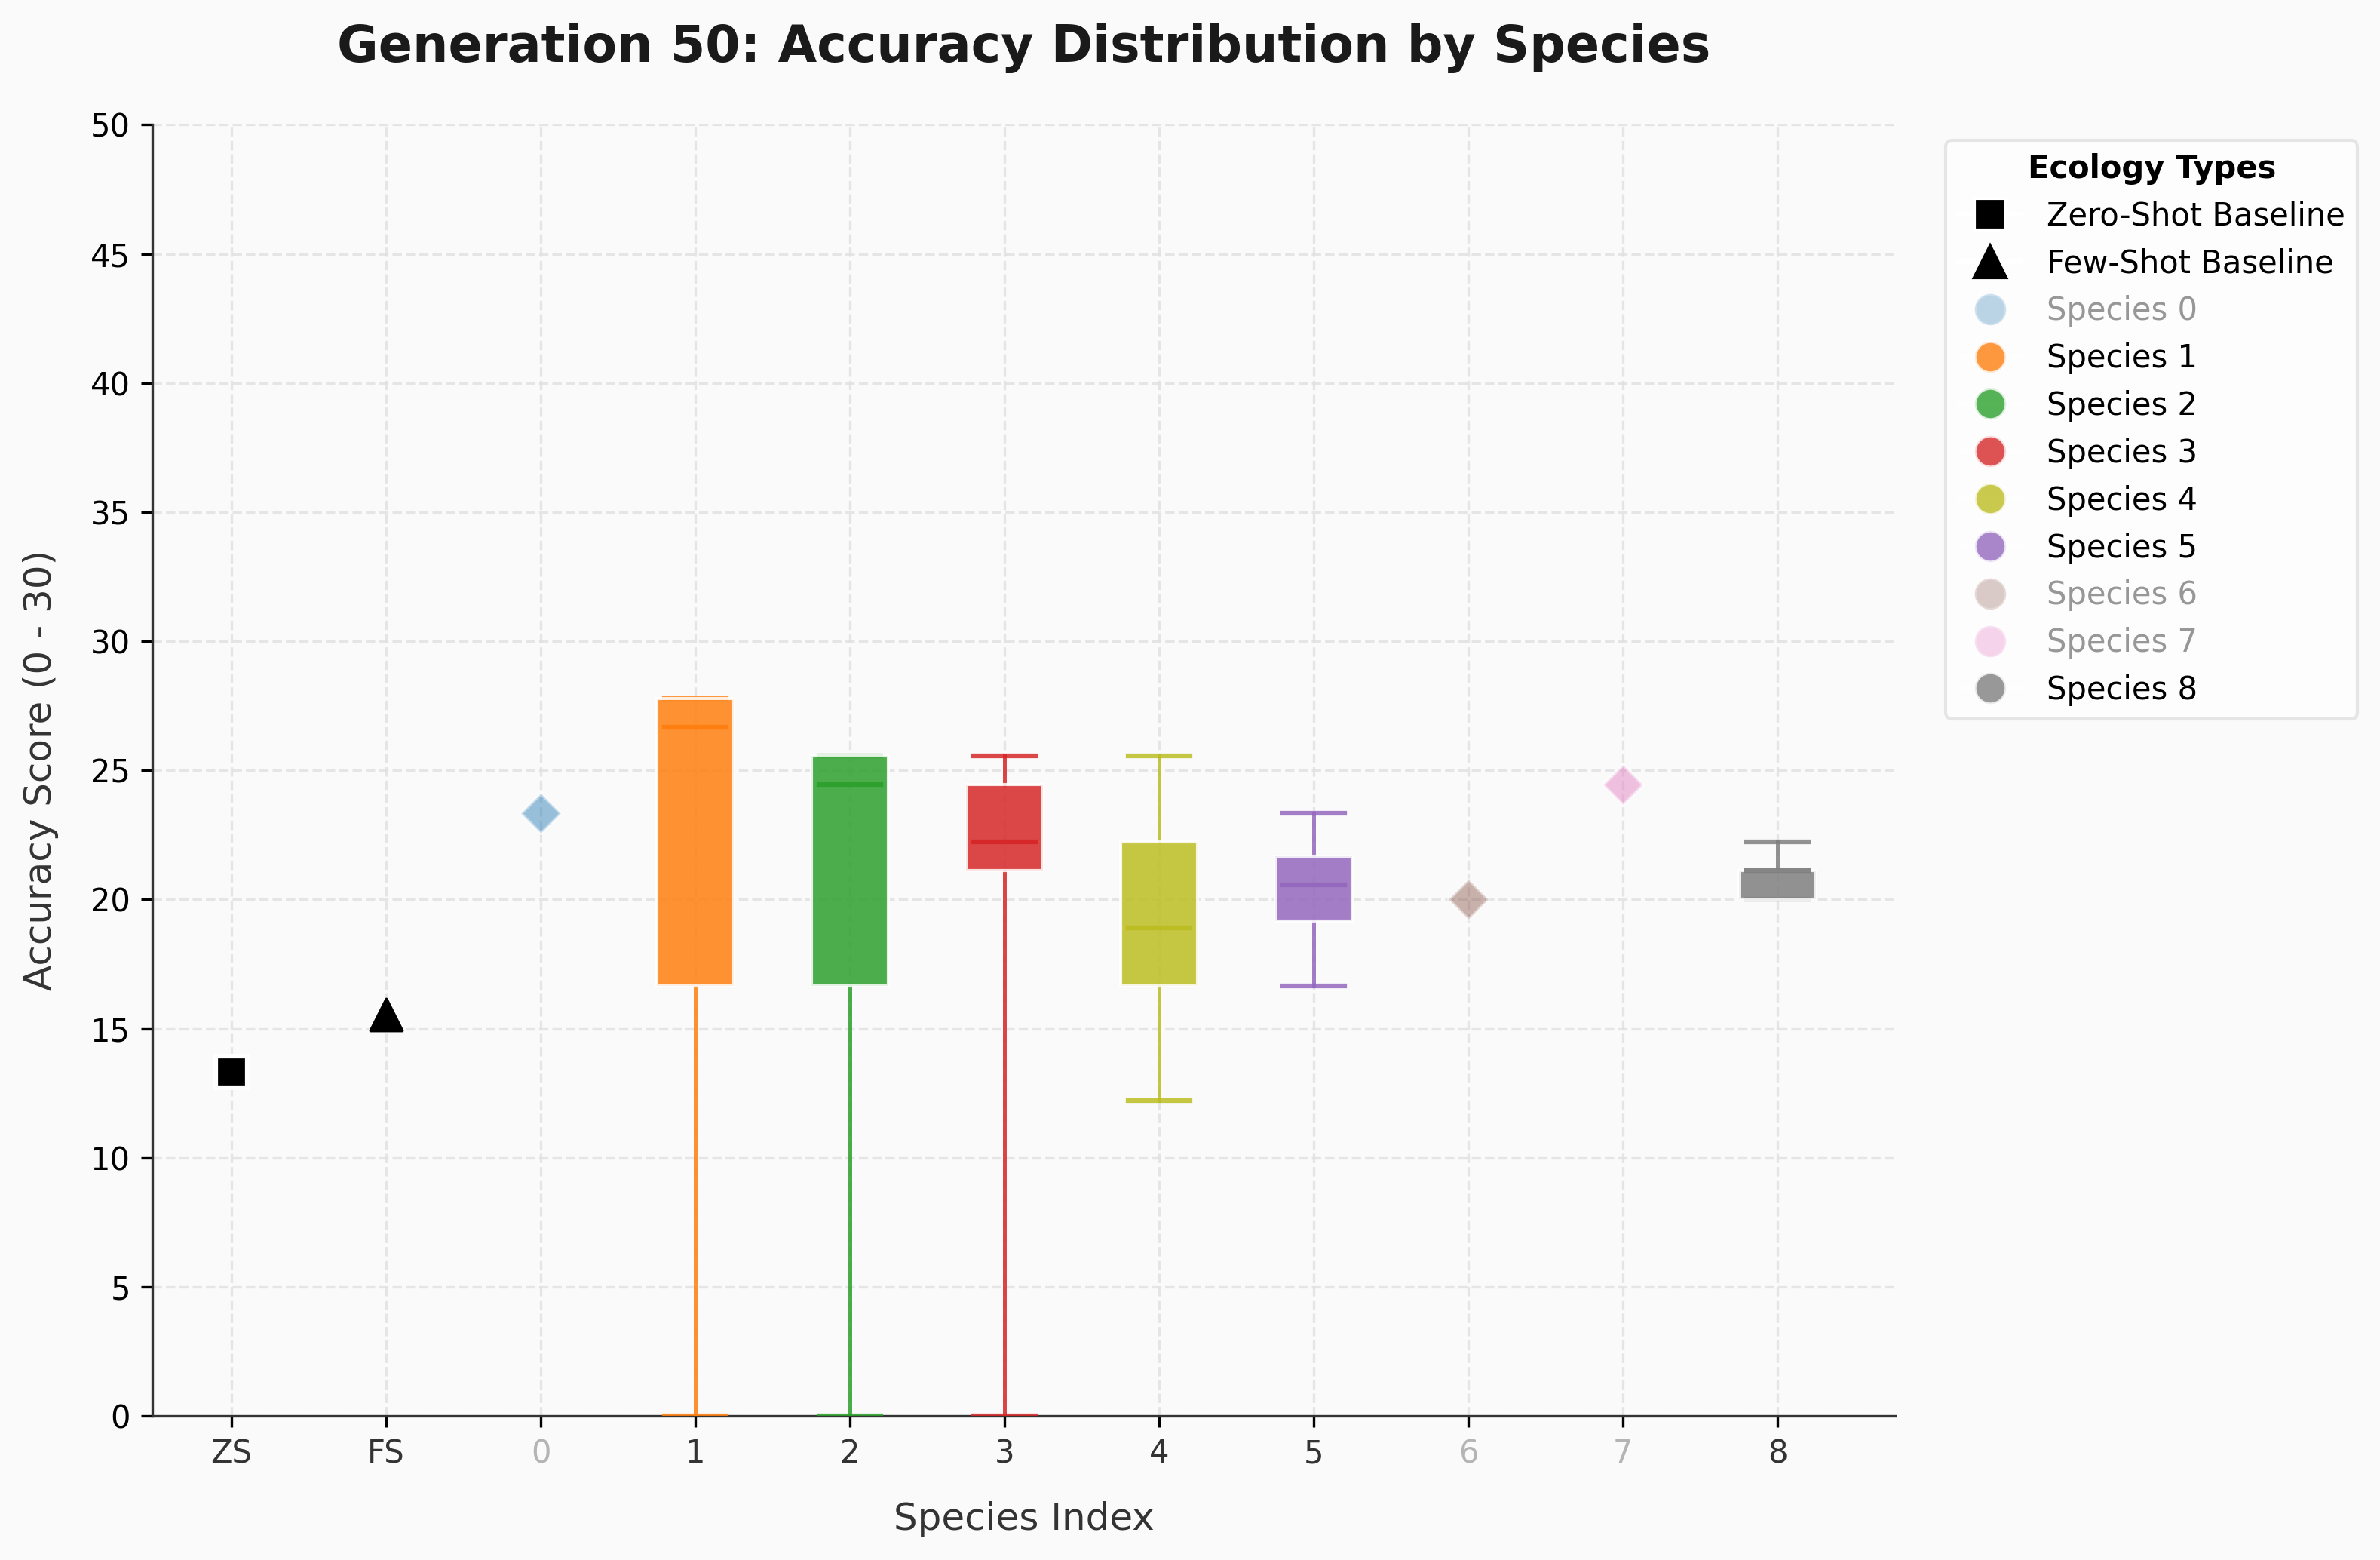 Generation 50: Accuracy Distribution by Species
50
45
40
35
30
25
20
15
10
5
0
Accuracy Score (0 - 30)
ZS FS 0 1 2 3 4 5 6 7 8
Species Index
Ecology Types
Zero-Shot Baseline
Few-Shot Baseline
Species 0
Species 1
Species 2
Species 3
Species 4
Species 5
Species 6
Species 7
Species 8